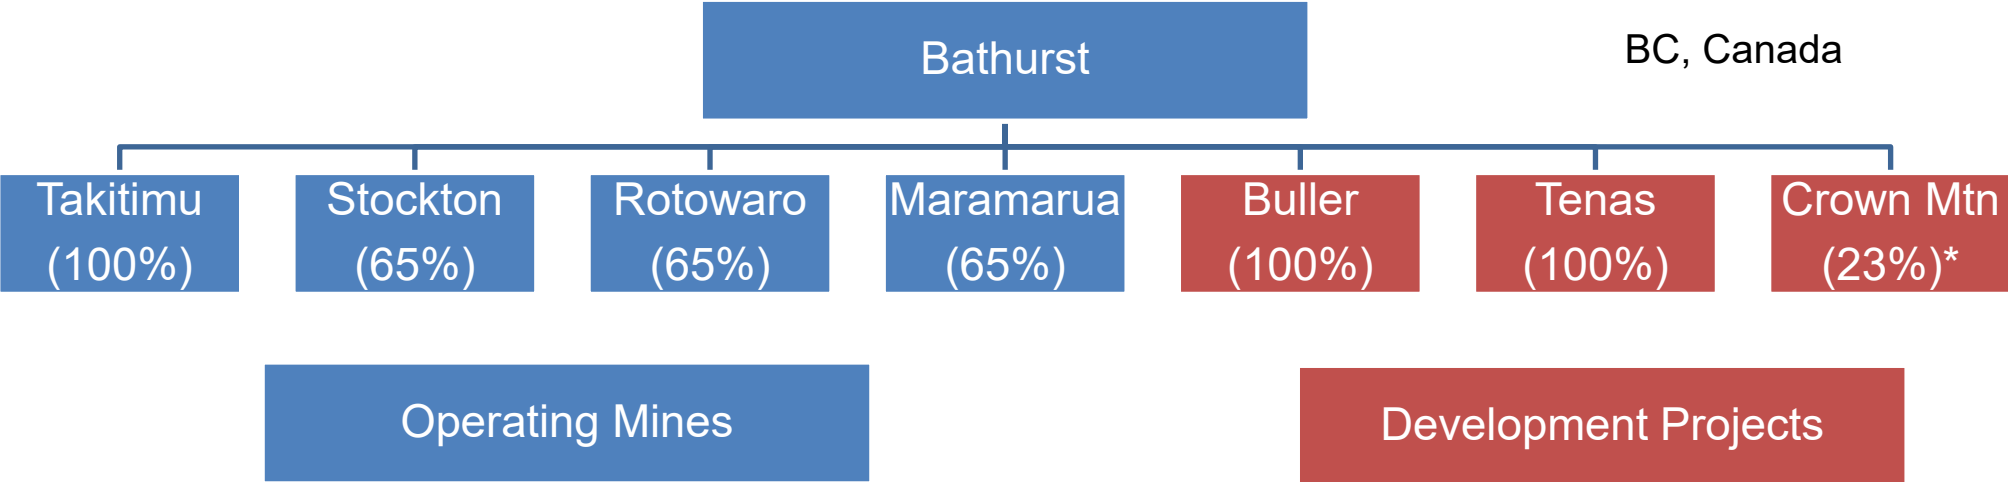 Bathurst
BC, Canada
Takitimu
(100%)
Stockton
(65%)
Rotowaro
(65%)
Maramarua
(65%)
Buller
(100%)
Tenas
(100%)
Crown Mtn
(23%)*
Operating Mines
Development Projects